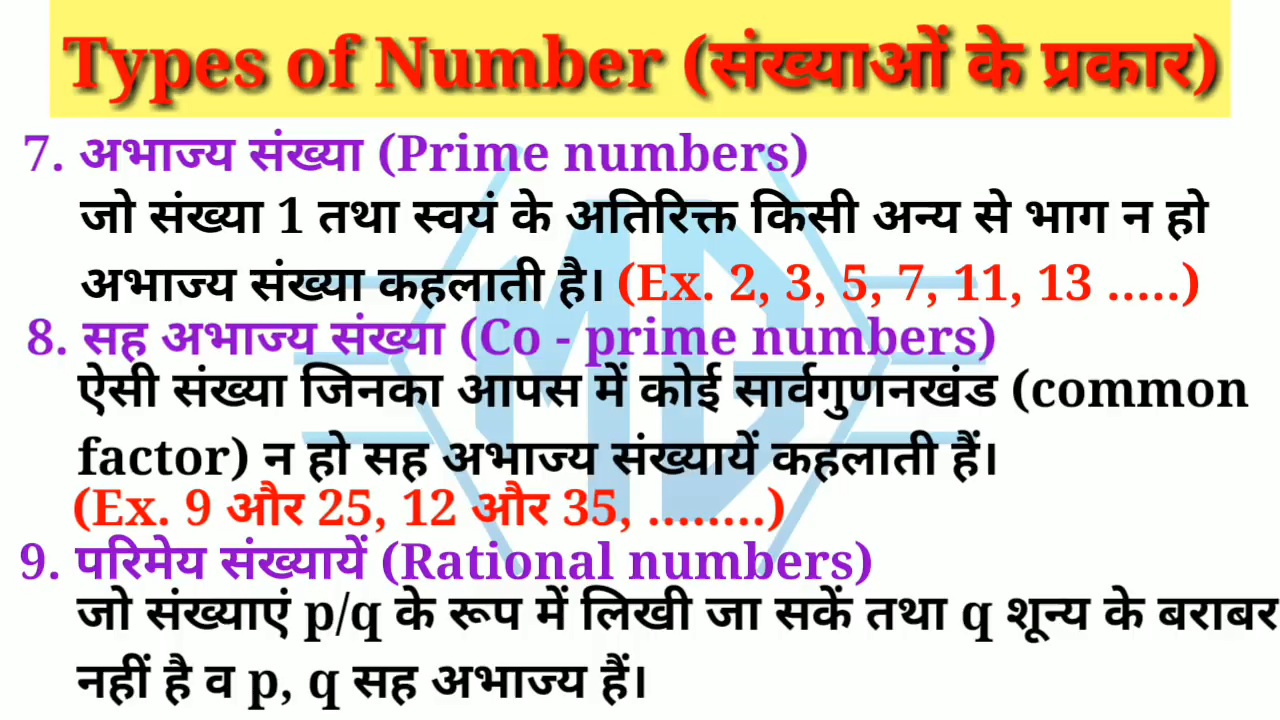 Types of Number (संख्याओं के प्रकार)
7. अभाज्य संख्या (Prime numbers)
जो संख्या 1 तथा स्वयं के अतिरिक्त किसी अन्य से भाग न हो
अभाज्य संख्या कहलाती है। (Ex. 2, 3, 5, 7, 11, 13 .....)
8. सह अभाज्य संख्या (Co - prime numbers)
ऐसी संख्या जिनका आपस में कोई सार्वगुणनखंड (common
factor) न हो सह अभाज्य संख्यायें कहलाती हैं।
(Ex. 9 और 25, 12 और 35, ........)
9. परिमेय संख्यायें (Rational numbers)
जो संख्याएं p/q के रूप में लिखी जा सकें तथा q शून्य के बराबर
नहीं है व p, q सह अभाज्य हैं।